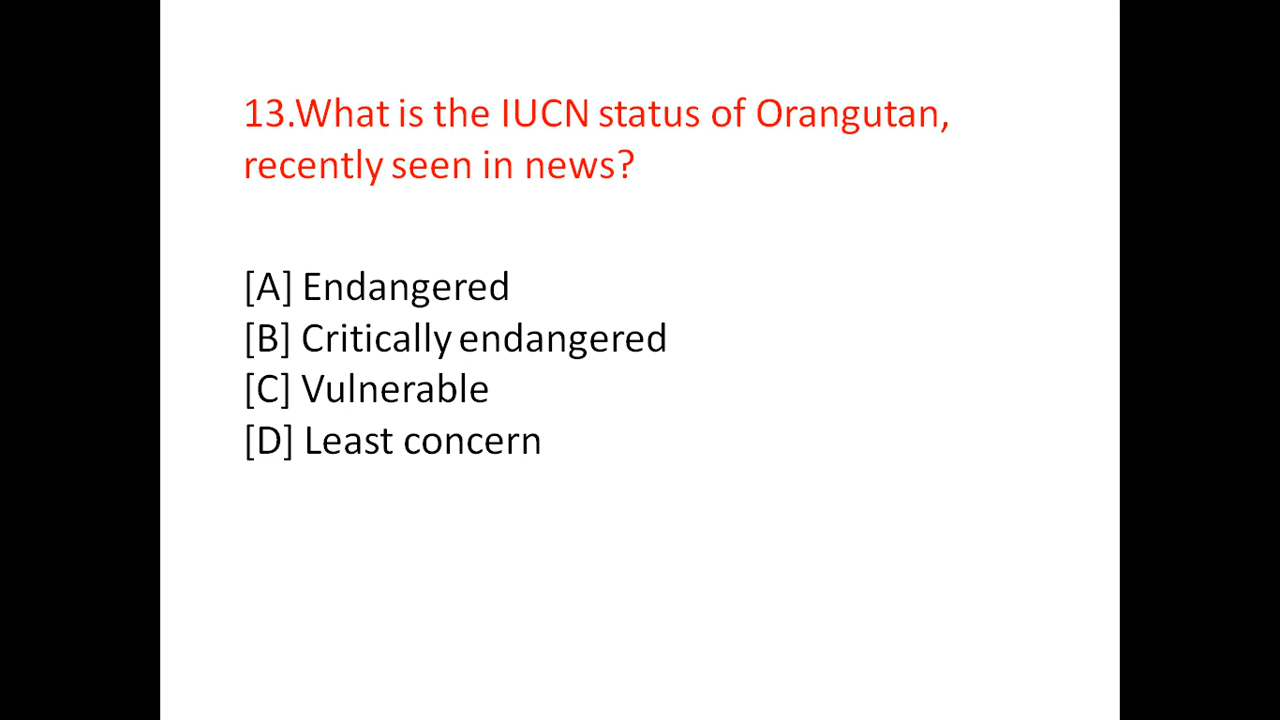 13.What is the IUCN status of Orangutan,
recently seen in news?
[A] Endangered
[B] Critically endangered
[C] Vulnerable
[D] Least concern